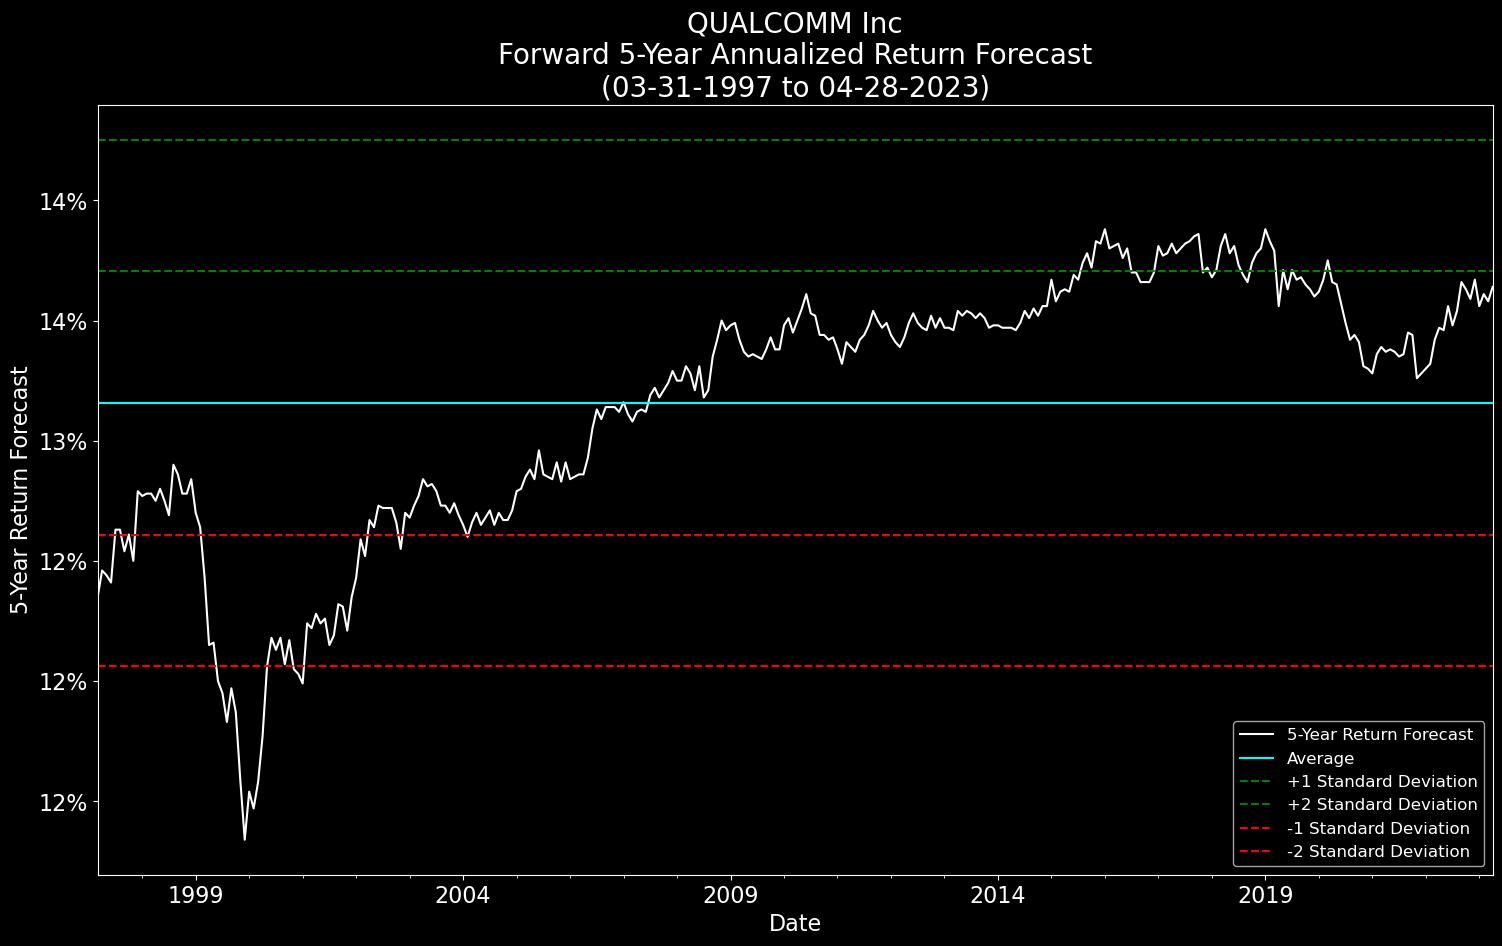 QUALCOMM Inc
Forward 5-Year Annualized Return Forecast
(03-31-1997 to 04-28-2023)
14%
14%
13%
12%
12%
12%
5-Year Return Forecast
1999
2004
2009
2014
2019
Date
5-Year Return Forecast
Average
+1 Standard Deviation
+2 Standard Deviation
-1 Standard Deviation
-2 Standard Deviation